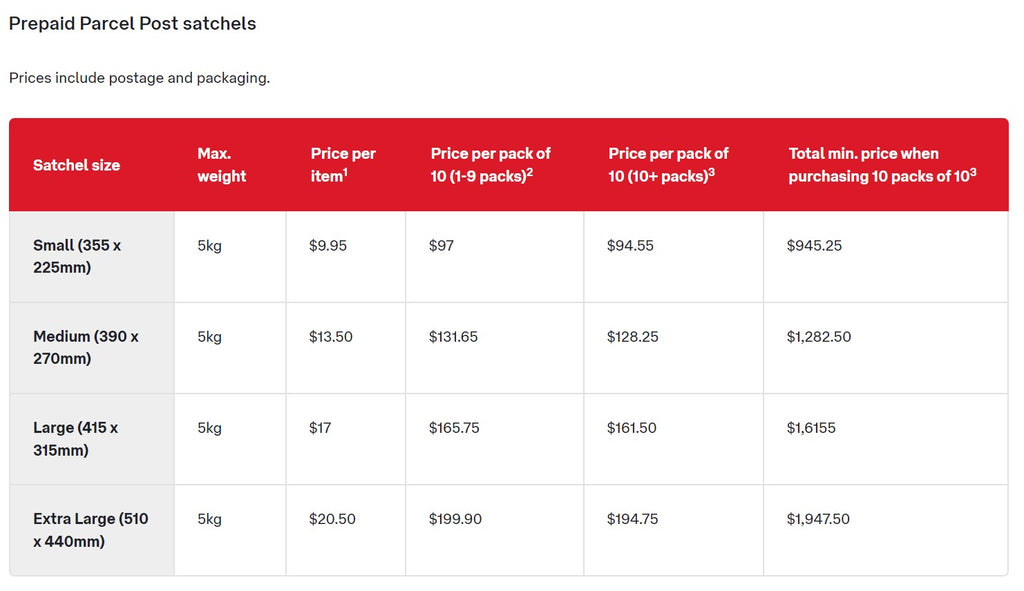 Prepaid Parcel Post satchels
Prices include postage and packaging.
Satchel size
Max.
weight
Price per
item1
Price per pack of
10 (1-9 packs)2
Price per pack of
10 (10+ packs)3
Total min. price when
purchasing 10 packs of 103
Small (355 x
225mm)
5kg
$9.95
$97
$94.55
$945.25
Medium (390 x
270mm)
5kg
$13.50
$131.65
$128.25
$1,282.50
Large (415 x
315mm)
5kg
$17
$165.75
$161.50
$1,6155
Extra Large (510
x 440mm)
5kg
$20.50
$199.90
$194.75
$1,947.50